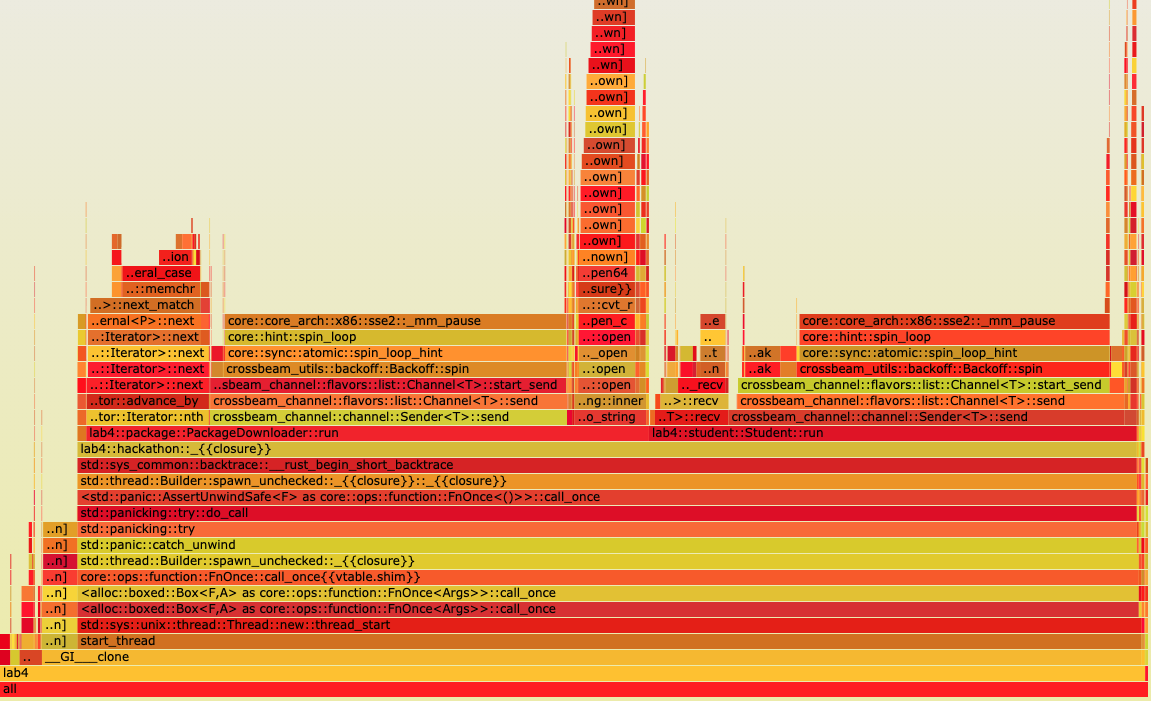 ..wn]
..wn]
..wn]
..wn]
..wn]
..own]
..own]
..own]
..own]
..own]
..own]
..own]
..own]
..own]
..own]
..own]
..ion ..nown]
..eral_case ..pen64
..::memchr ..sure}}
..>::next_match ..::cvt_r
..ernal<P>::next core::core_arch::x86::sse2::_mm_pause ..pen_c ..e core::core_arch::x86::sse2::_mm_pause
..:Iterator>::next core::hint::spin_loop ..::open .. core::hint::spin_loop
..::Iterator>::next core::sync::atomic::spin_loop_hint .._open ..t ..ak core::sync::atomic::spin_loop_hint
..::Iterator>::next crossbeam_utils::backoff::Backoff::spin ..:open ..n ..ak crossbeam_utils::backoff::Backoff::spin
..::Iterator>::next ..sbeam_channel::flavors::list::Channel<T>::start_send ..::open .._recv crossbeam_channel::flavors::list::Channel<T>::start_send
..tor::advance_by crossbeam_channel::flavors::list::Channel<T>::send ..ng::inner ..>::recv crossbeam_channel::flavors::list::Channel<T>::send
..tor::Iterator::nth crossbeam_channel::channel::Sender<T>::send ..o_string ..T>::recv crossbeam_channel::channel::Sender<T>::send
lab4::package::PackageDownloader::run lab4::student::Student::run
lab4::hackathon::_{{closure}}
std::sys_common::backtrace::__rust_begin_short_backtrace
std::thread::Builder::spawn_unchecked::_{{closure}}::_{{closure}}
<std::panic::AssertUnwindSafe<F> as core::ops::function::FnOnce<()>>::call_once
std::panicking::try::do_call
..n] std::panicking::try
..n] std::panic::catch_unwind
..n] std::thread::Builder::spawn_unchecked::_{{closure}}
..n] core::ops::function::FnOnce::call_once{{vtable.shim}}
..n] <alloc::boxed::Box<F,A> as core::ops::function::FnOnce<Args>>::call_once
..n] <alloc::boxed::Box<F,A> as core::ops::function::FnOnce<Args>>::call_once
..n] std::sys::unix::thread::Thread::new::thread_start
..n] start_thread
.. __GI___clone
lab4
all